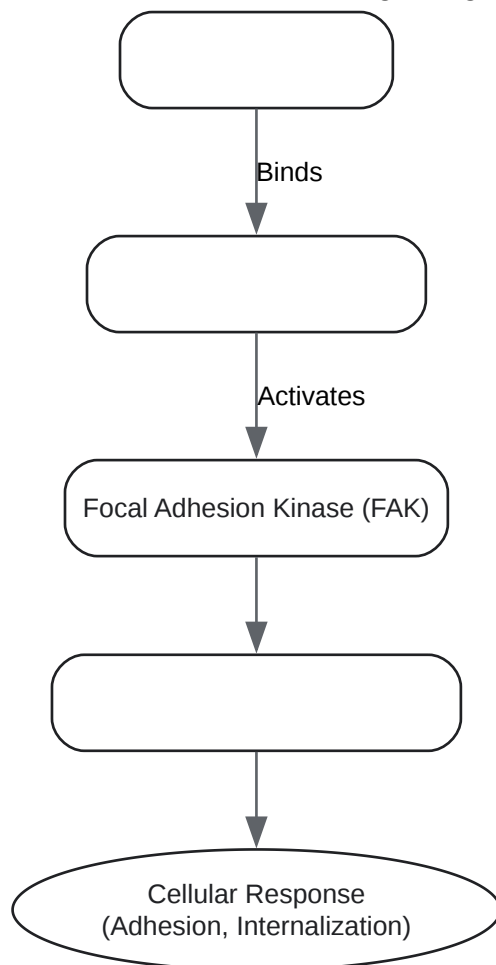 Binds
Activates
Focal Adhesion Kinase (FAK)
Cellular Response
(Adhesion, Internalization)